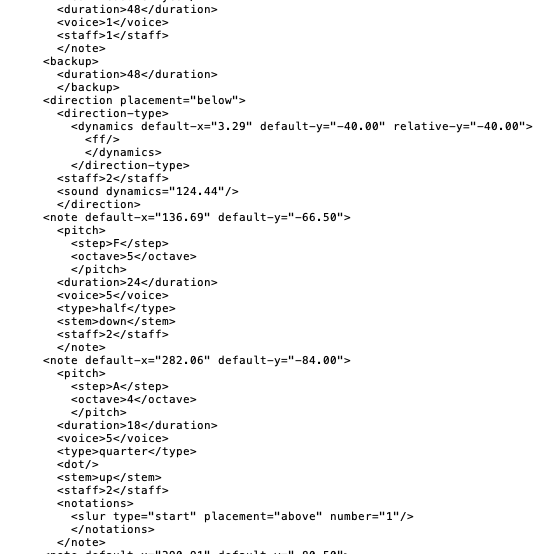 <duration>48</duration>
<voice>1</voice>
<staff>1</staff>
</note>
<backup>
<duration>48</duration>
</backup>
<direction placement="below">
<direction-type>
<dynamics default-x="3.29" default-y="-40.00" relative-y="-40.00">
<ff/>
</dynamics>
</direction-type>
<staff>2</staff>
<sound dynamics="124.44"/>
</direction>
<note default-x="136.69" default-y="-66.50">
<pitch>
<step>F</step>
<octave>5</octave>
</pitch>
<duration>24</duration>
<voice>5</voice>
<type>half</type>
<stem>down</stem>
<staff>2</staff>
</note>
<note default-x="282.06" default-y="-84.00">
<pitch>
<step>A</step>
<octave>4</octave>
</pitch>
<duration>18</duration>
<voice>5</voice>
<type>quarter</type>
<dot/>
<stem>up</stem>
<staff>2</staff>
<notations>
<slur type="start" placement="above" number="1"/>
</notations>
</note>